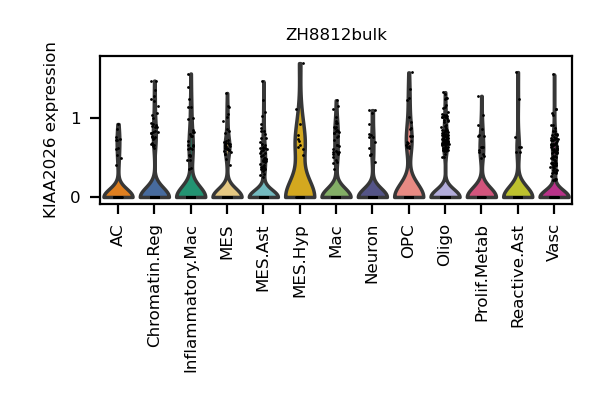 ZH8812bulk
KIAA2026 expression
1
0
AC
Chromatin.Reg
Inflammatory.Mac
MES
MES.Ast
MES.Hyp
Mac
Neuron
OPC
Oligo
Prolif.Metab
Reactive.Ast
Vasc